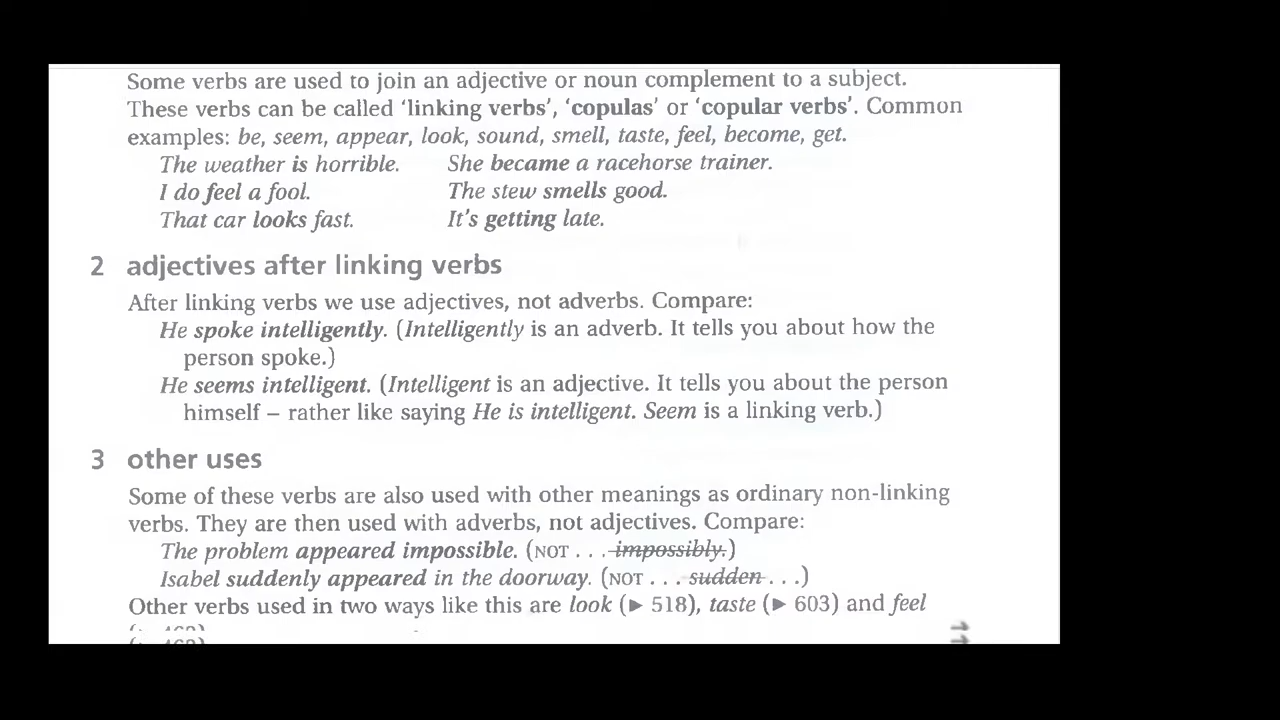 Some verbs are used to join an adjective or noun complement to a subject.
These verbs can be called 'linking verbs', 'copulas' or 'copular verbs'. Common
examples: be, seem, appear, look, sound, smell, taste, feel, become, get.
The weather is horrible. She became a racehorse trainer.
I do feel a fool. The stew smells good.
That car looks fast. It's getting late.
2 adjectives after linking verbs
After linking verbs we use adjectives, not adverbs. Compare:
He spoke intelligently. (Intelligently is an adverb. It tells you about how the
person spoke.)
He seems intelligent. (Intelligent is an adjective. It tells you about the person
himself – rather like saying He is intelligent. Seem is a linking verb.)
3 other uses
Some of these verbs are also used with other meanings as ordinary non-linking
verbs. They are then used with adverbs, not adjectives. Compare:
The problem appeared impossible. (NOT . . . impossibly.)
Isabel suddenly appeared in the doorway. (NOT . . . sudden . . .)
Other verbs used in two ways like this are look (► 518), taste (► 603) and feel